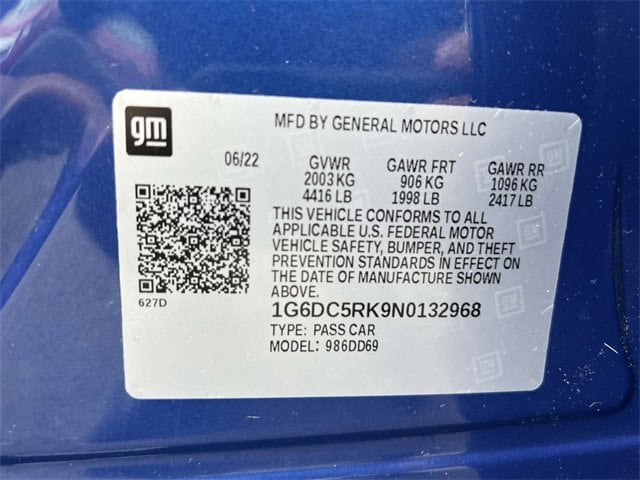 gm
MFD BY GENERAL MOTORS LLC
06/22 GVWR GAWR FRT GAWR RR
2003 KG 906 KG 1096 KG
4416 LB 1998 LB 2417 LB
THIS VEHICLE CONFORMS TO ALL
APPLICABLE U.S. FEDERAL MOTOR
VEHICLE SAFETY, BUMPER, AND THEFT
PREVENTION STANDARDS IN EFFECT ON
THE DATE OF MANUFACTURE SHOWN
ABOVE.
627D
1G6DC5RK9N0132968
TYPE: PASS CAR
MODEL: 986DD69